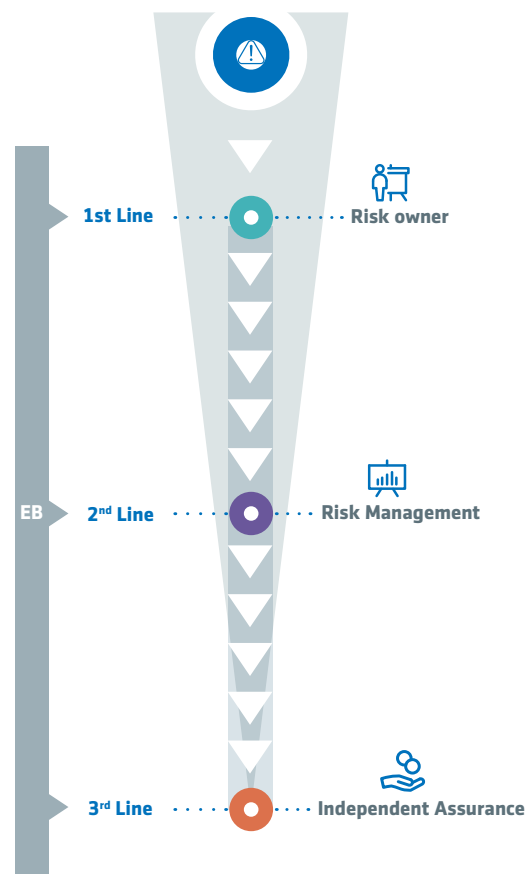 1st Line
Risk owner
EB
2nd Line
Risk Management
3rd Line
Independent Assurance